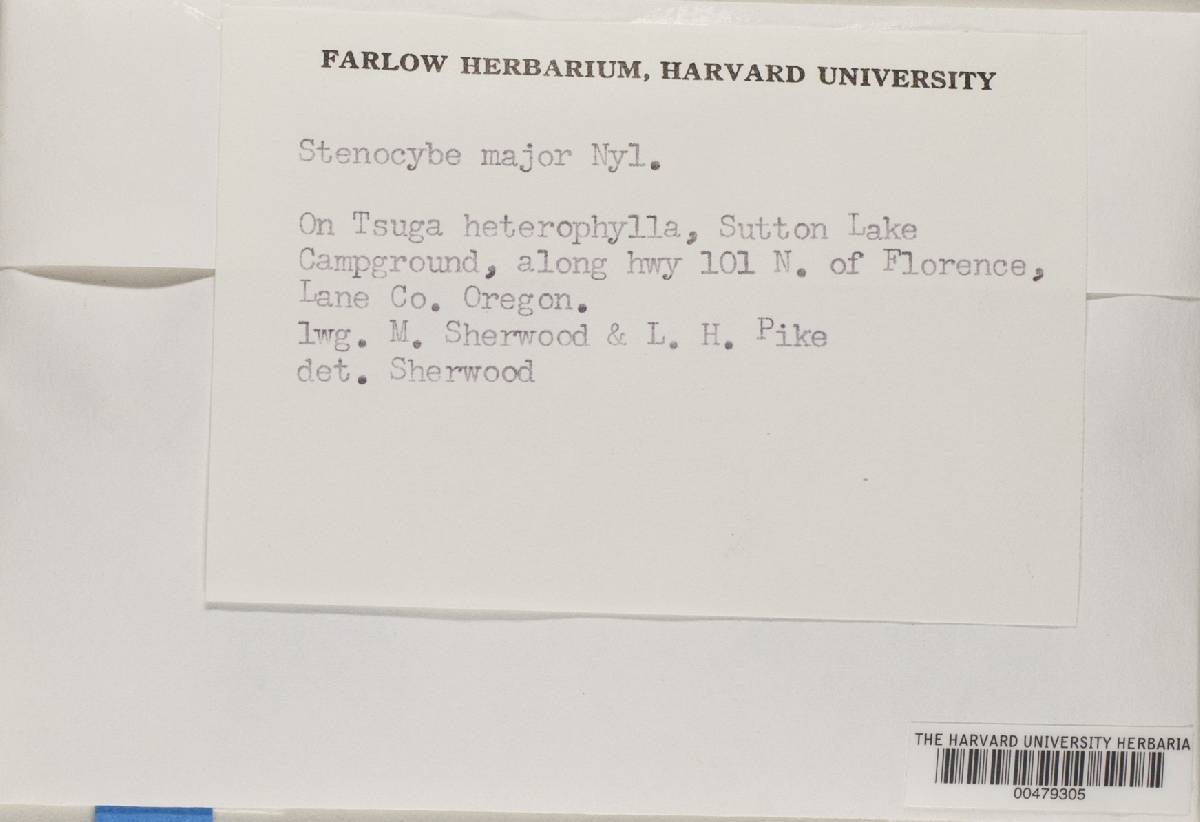 FARLOW HERBARIUM, HARVARD UNIVERSITY
Stenocybe major Nyl.
On Tsuga heterophylla, Sutton Lake
Campground, along hwy 101 N. of Florence,
Lane Co. Oregon.
lwg. M. Sherwood & L. H. Pike
det. Sherwood
THE HARVARD UNIVERSITY HERBARIA
00479305